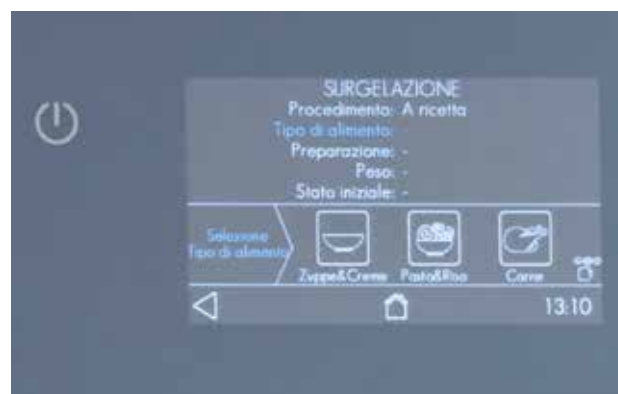 SURGELAZIONE
Procedimento: A ricetta
Tipo di alimento: -
Preparazione: -
Peso: -
Stato iniziale: -
Selezione
Tipo di alimento
Zuppe&Creme Pasta&Riso Carne
13:10